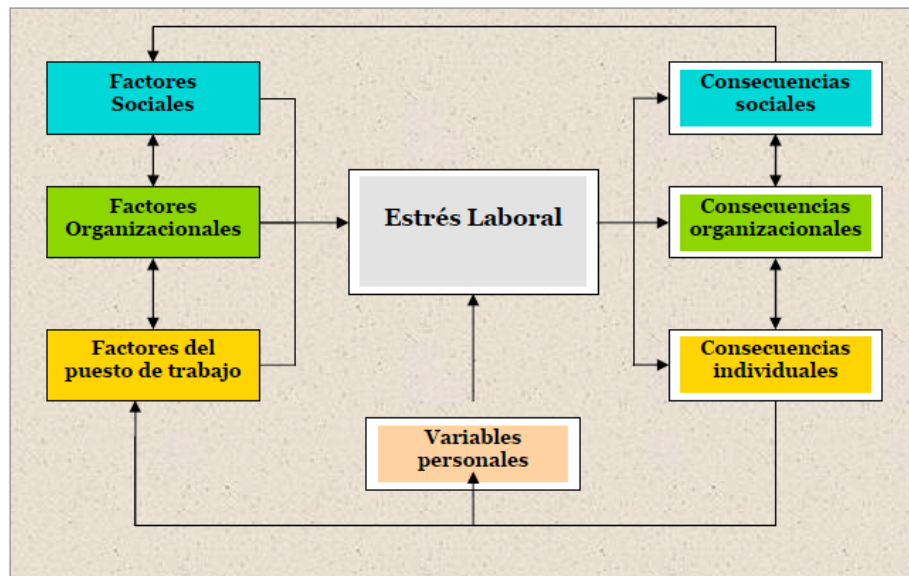 Factores
Sociales
Factores
Organizacionales
Factores del
puesto de trabajo
Estrés Laboral
Variables
personales
Consecuencias
sociales
Consecuencias
organizacionales
Consecuencias
individuales